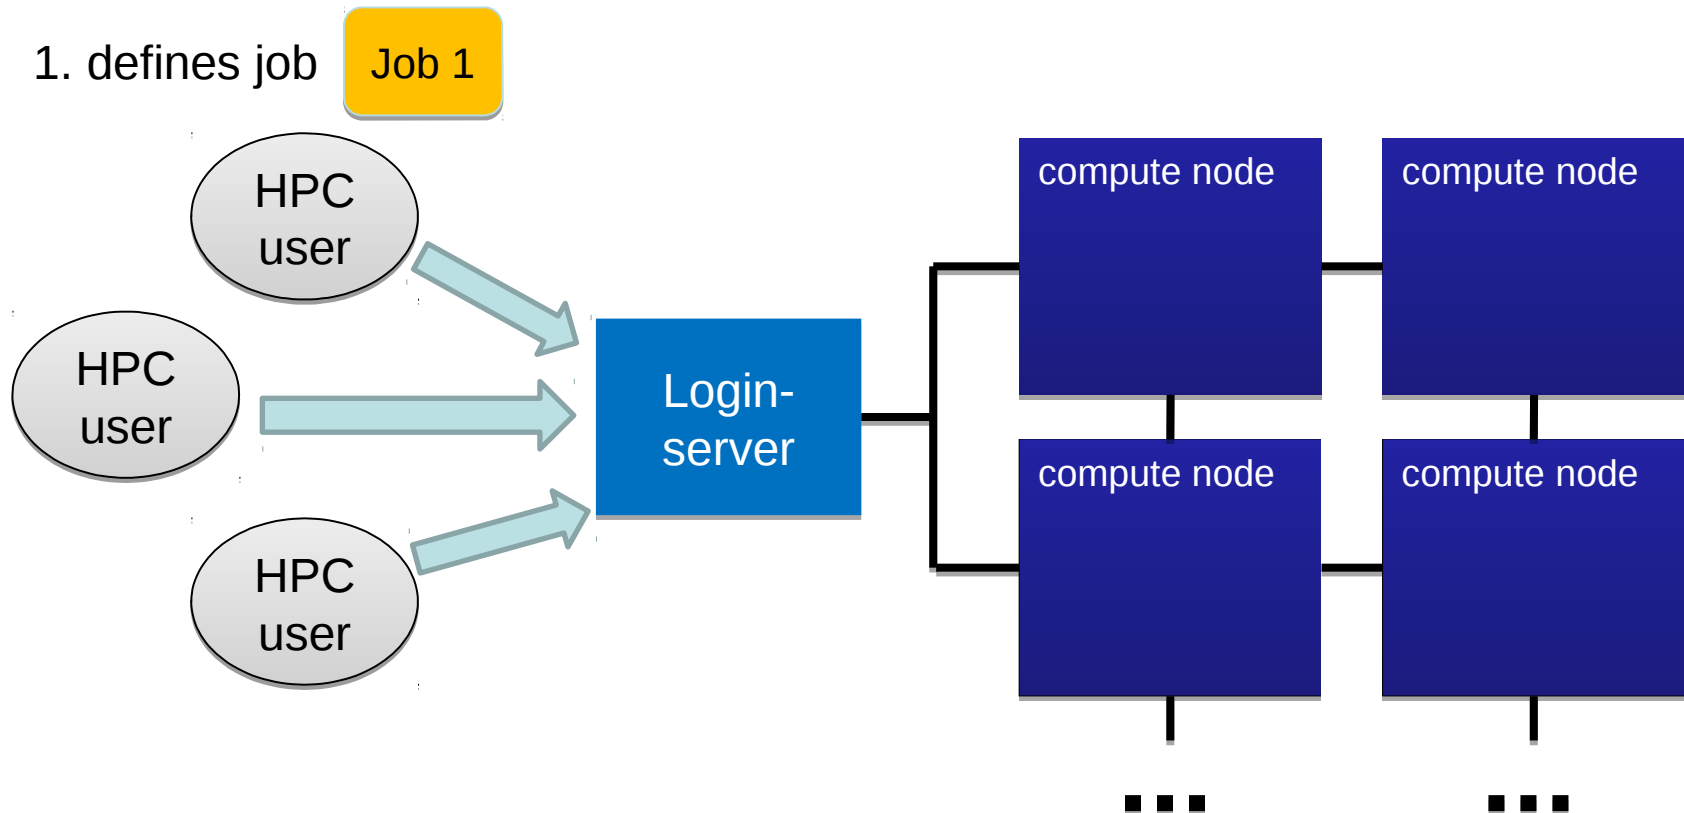 1. defines job
Job 1
HPC
user
HPC
user
HPC
user
Login-
server
compute node
compute node
compute node
compute node
...
...